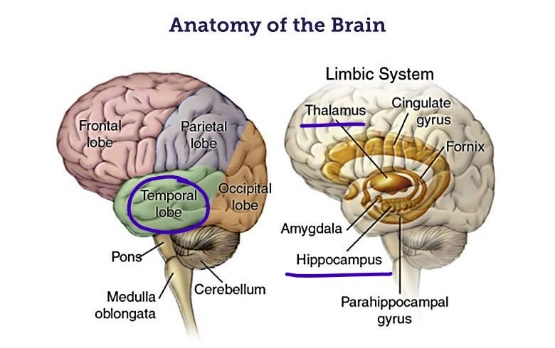 Anatomy of the Brain
Limbic System
Frontal
lobe
Parietal
lobe
Temporal
lobe
Occipital
lobe
Pons
Medulla
oblongata
Cerebellum
Thalamus
Cingulate
gyrus
Fornix
Amygdala
Hippocampus
Parahippocampal
gyrus